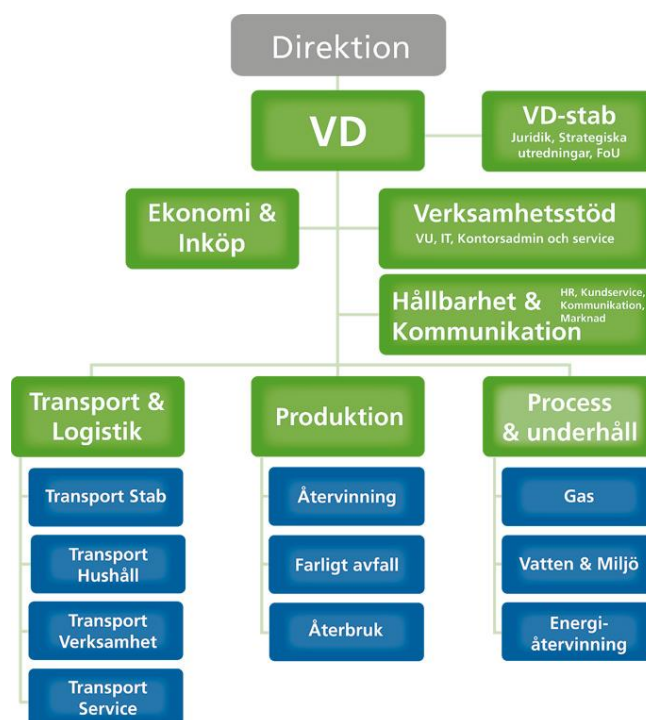 Direktion
VD
VD-stab
Juridik, Strategiska
utredningar, FoU
Ekonomi &
Inköp
Verksamhetsstöd
VU, IT, Kontorsadmin och service
Hållbarhet &
Kommunikation
HR, Kundservice,
Kommunikation,
Marknad
Transport &
Logistik
Transport Stab
Transport
Hushåll
Transport
Verksamhet
Transport
Service
Produktion
Återvinning
Farligt avfall
Återbruk
Process
& underhåll
Gas
Vatten & Miljö
Energi-
återvinning